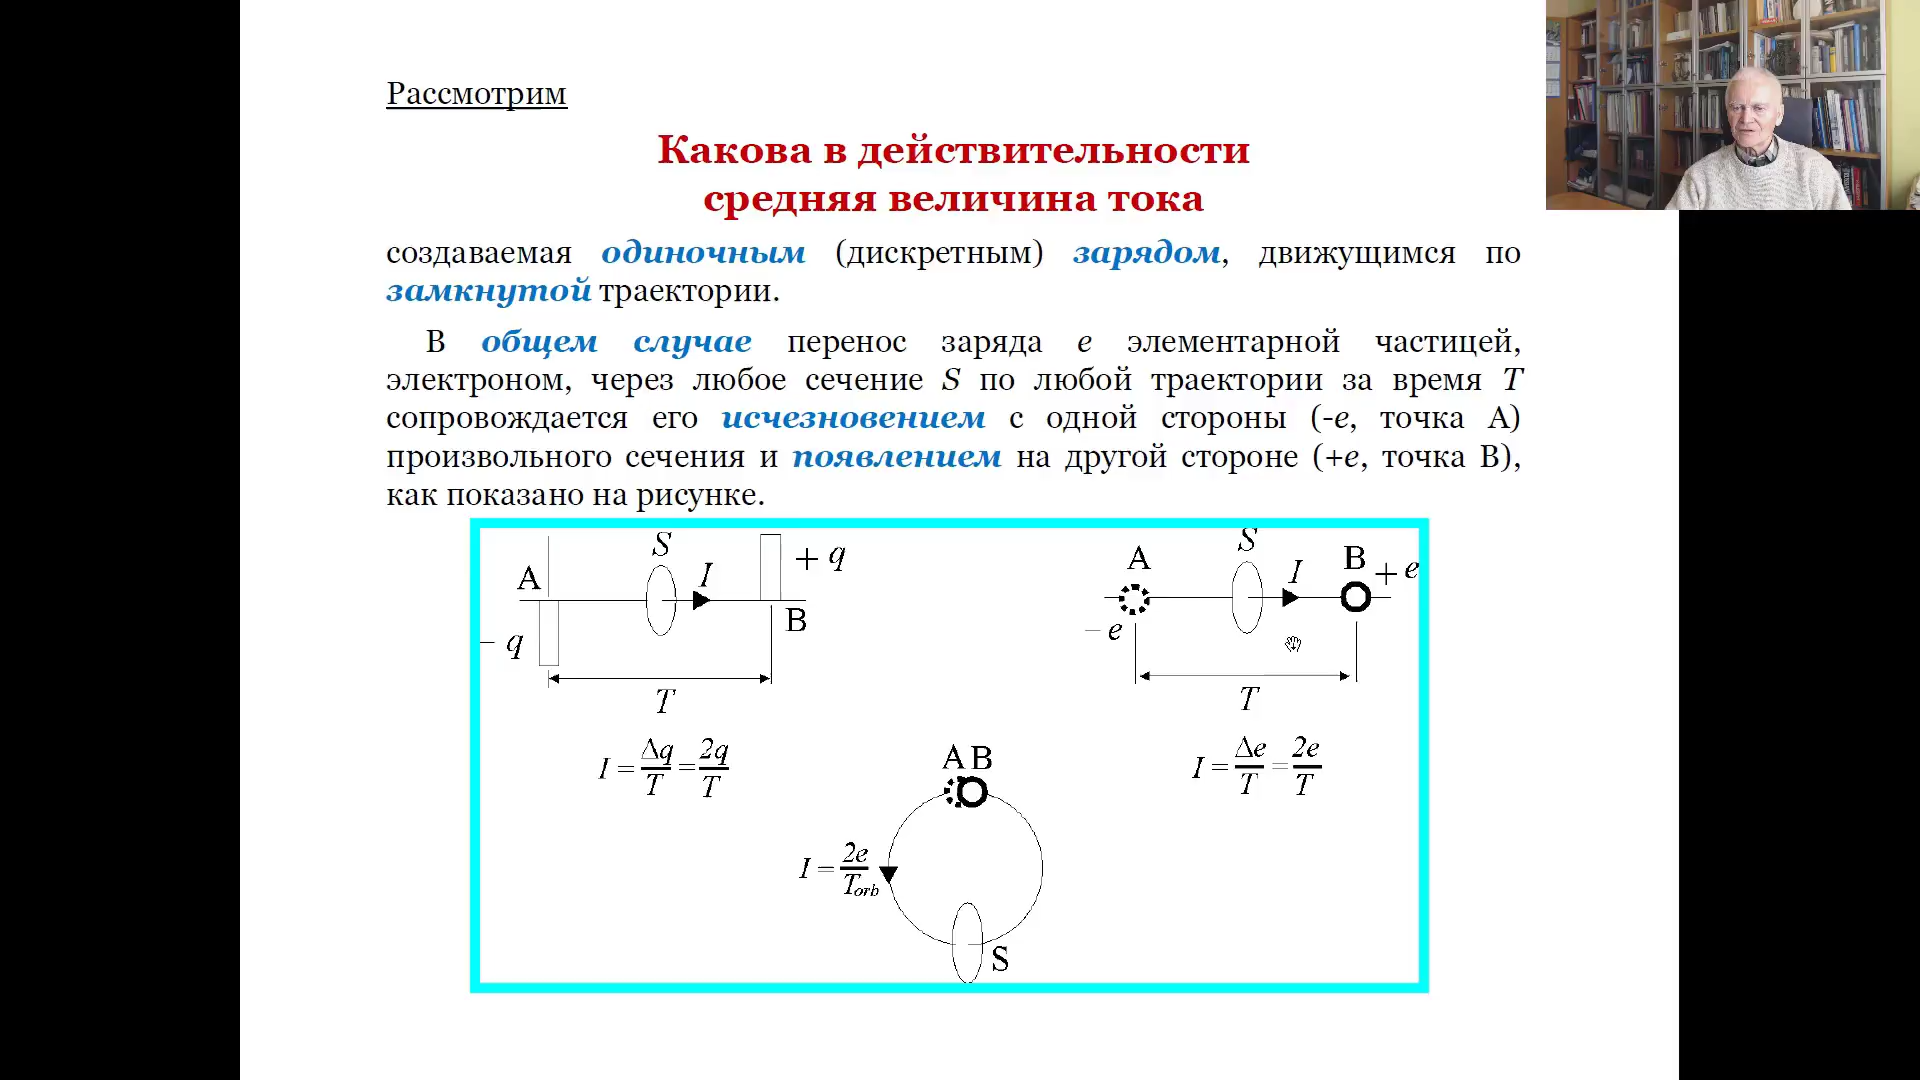 Рассмотрим
Какова в действительности
средняя величина тока
создаваемая одиночным (дискретным) зарядом, движущимся по
замкнутой траектории.
В общем случае перенос заряда e элементарной частицей,
электроном, через любое сечение S по любой траектории за время T
сопровождается его исчезновением с одной стороны (-e, точка А)
произвольного сечения и появлением на другой стороне (+e, точка В),
как показано на рисунке.
A S I + q
B
– q
T
I = Δq/T = 2q/T
A S I B + e
– e
T
I = Δe/T = 2e/T
A B
I = 2e/Torb
S